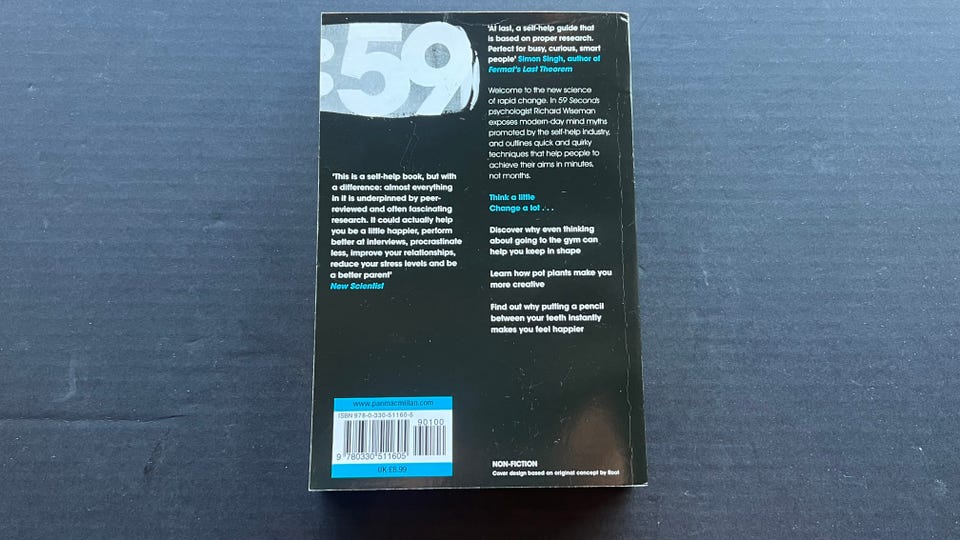 :59
'This is a self-help book, but with
a difference: almost everything
in it is underpinned by peer-
reviewed and often fascinating
research. It could actually help
you be a little happier, perform
better at interviews, procrastinate
less, improve your relationships,
reduce your stress levels and be
a better parent'
New Scientist
'At last, a self-help guide that
is based on proper research.
Perfect for busy, curious, smart
people' Simon Singh, author of
Fermat's Last Theorem
Welcome to the new science
of rapid change. In 59 Seconds
psychologist Richard Wiseman
exposes modern-day mind myths
promoted by the self-help industry,
and outlines quick and quirky
techniques that help people to
achieve their aims in minutes,
not months.
Think a little
Change a lot . . .
Discover why even thinking
about going to the gym can
help you keep in shape
Learn how pot plants make you
more creative
Find out why putting a pencil
between your teeth instantly
makes you feel happier
www.panmacmillan.com
ISBN 978-0-330-51160-5
90100
9 780330 511605
UK £8.99
NON-FICTION
Cover design based on original concept by Root